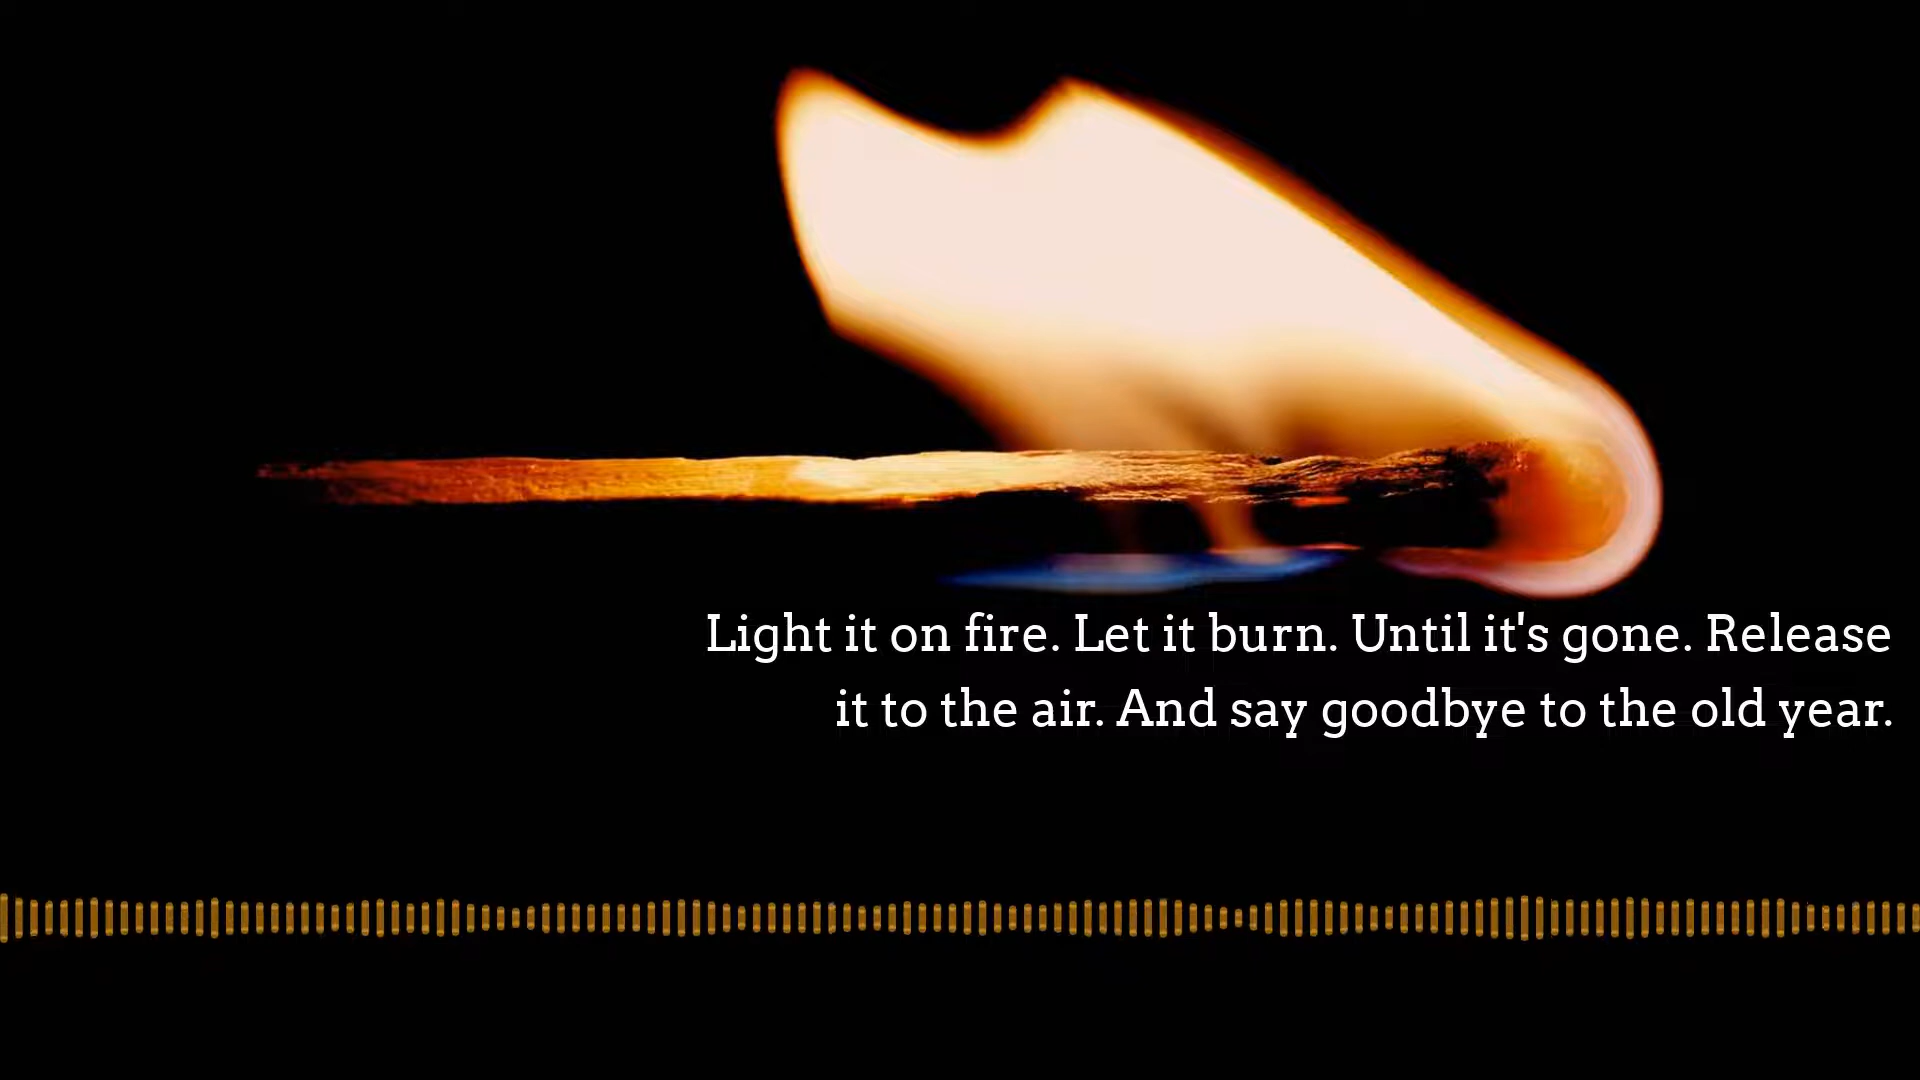 Light it on fire. Let it burn. Until it's gone. Release
it to the air. And say goodbye to the old year.